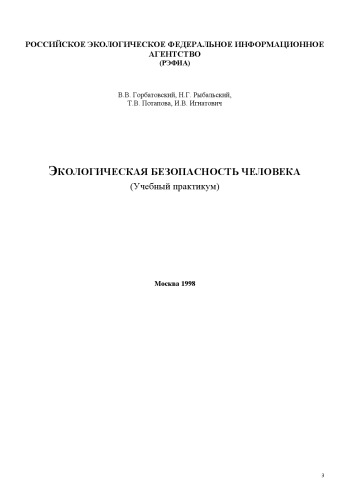 РОССИЙСКОЕ ЭКОЛОГИЧЕСКОЕ ФЕДЕРАЛЬНОЕ ИНФОРМАЦИОННОЕ
АГЕНТСТВО
(РЭФИА)
В.В. Горбатовский, Н.Г. Рыбальский,
Т.В. Потапова, И.В. Игнатович
ЭКОЛОГИЧЕСКАЯ БЕЗОПАСНОСТЬ ЧЕЛОВЕКА
(Учебный практикум)
Москва 1998
3